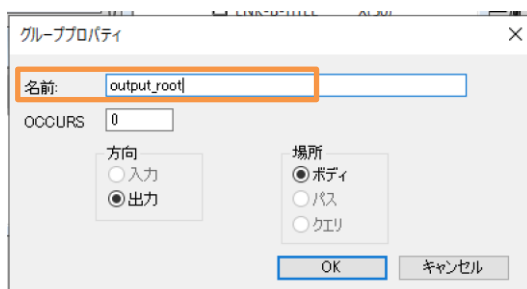 グループプロパティ
名前: output_root
OCCURS 0
方向
入力
出力
場所
ボディ
パス
クエリ
OK キャンセル